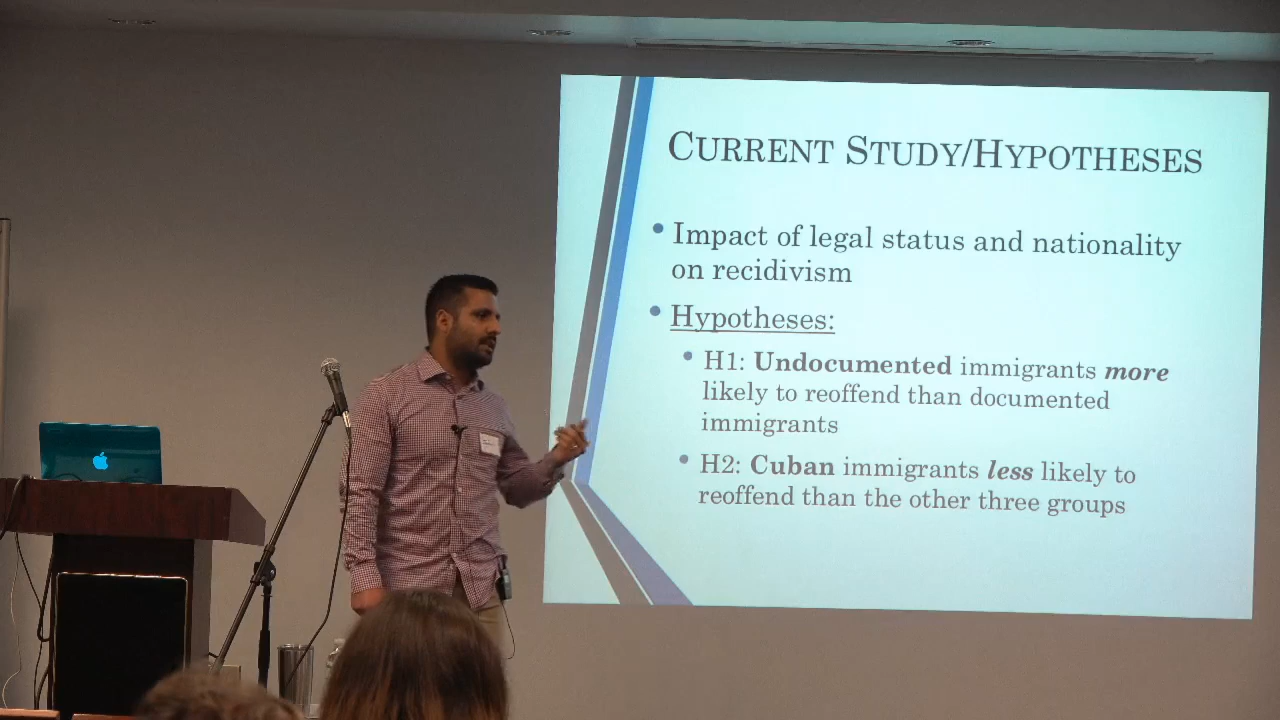 CURRENT STUDY/HYPOTHESES
• Impact of legal status and nationality
on recidivism
• Hypotheses:
• H1: Undocumented immigrants more
likely to reoffend than documented
immigrants
• H2: Cuban immigrants less likely to
reoffend than the other three groups